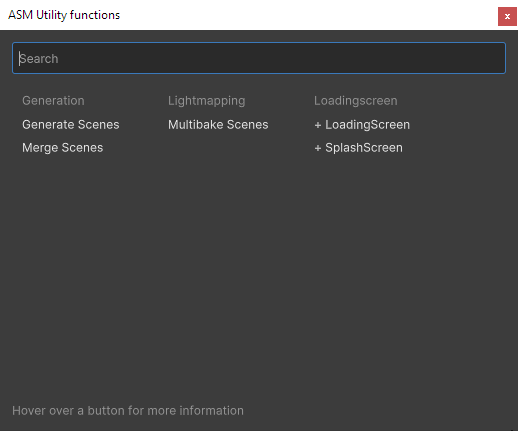 ASM Utility functions
x
Search
Generation
Lightmapping
Loadingscreen
Generate Scenes
Multibake Scenes
+ LoadingScreen
Merge Scenes
+ SplashScreen
Hover over a button for more information